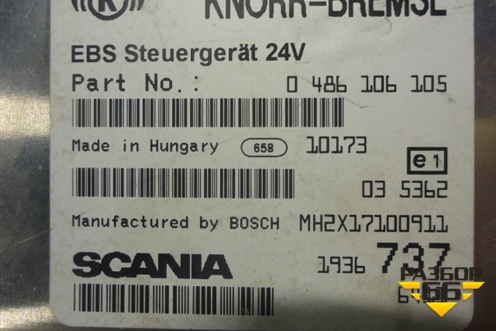 KNORR-BREMSE
EBS Steuergerät 24V
Part No.: 0 486 106 105
Made in Hungary 658 10173
e1
03 5362
Manufactured by BOSCH MH2X17100911
SCANIA 1936 737
РАЗБОР
66